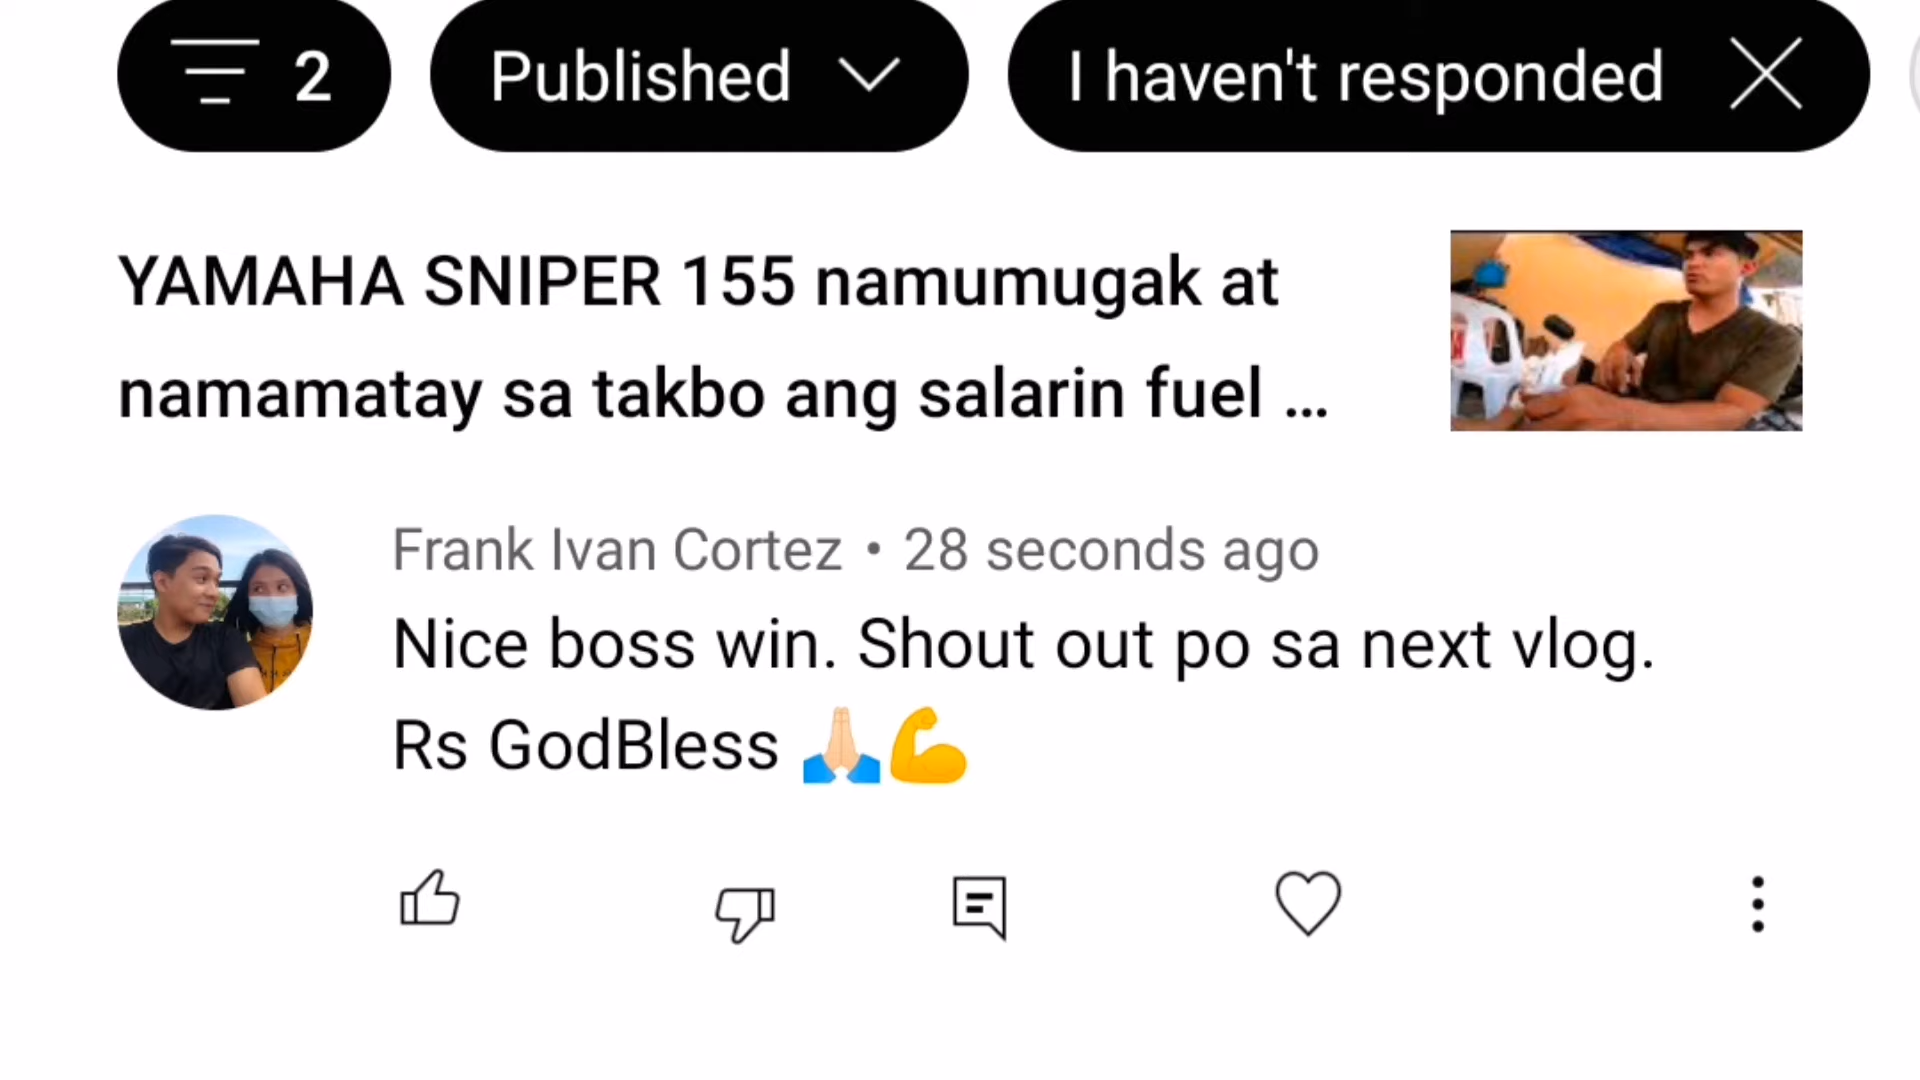 2 Published I haven't responded
YAMAHA SNIPER 155 namumugak at
namamatay sa takbo ang salarin fuel ...
Frank Ivan Cortez • 28 seconds ago
Nice boss win. Shout out po sa next vlog.
Rs GodBless 🙏🏻💪